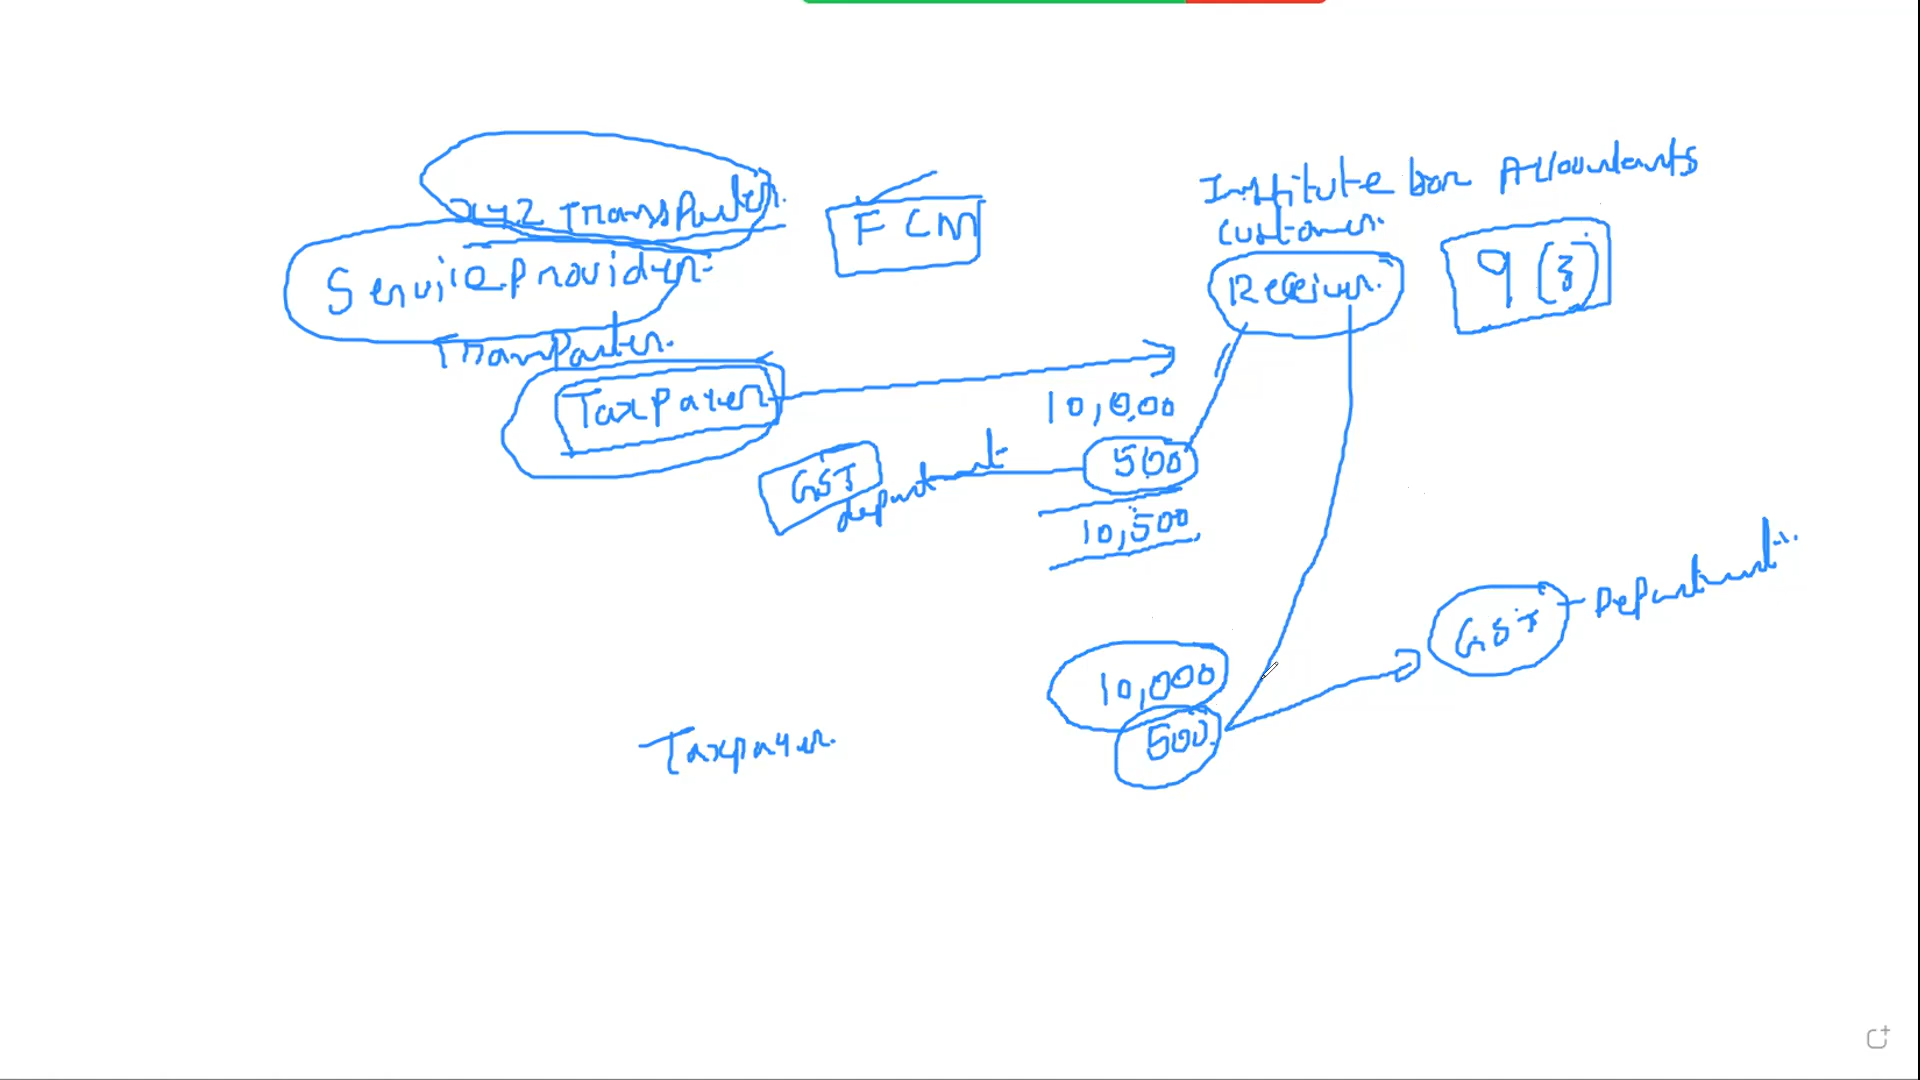 xyz Transporter.
FCM
Institute for Accountants
customer.
Service Provider.
Receiver.
9(3)
Transporter.
Taxpayer
10,000
GST department
500
10,500
GST - Department.
10,000
500
Taxpayer.